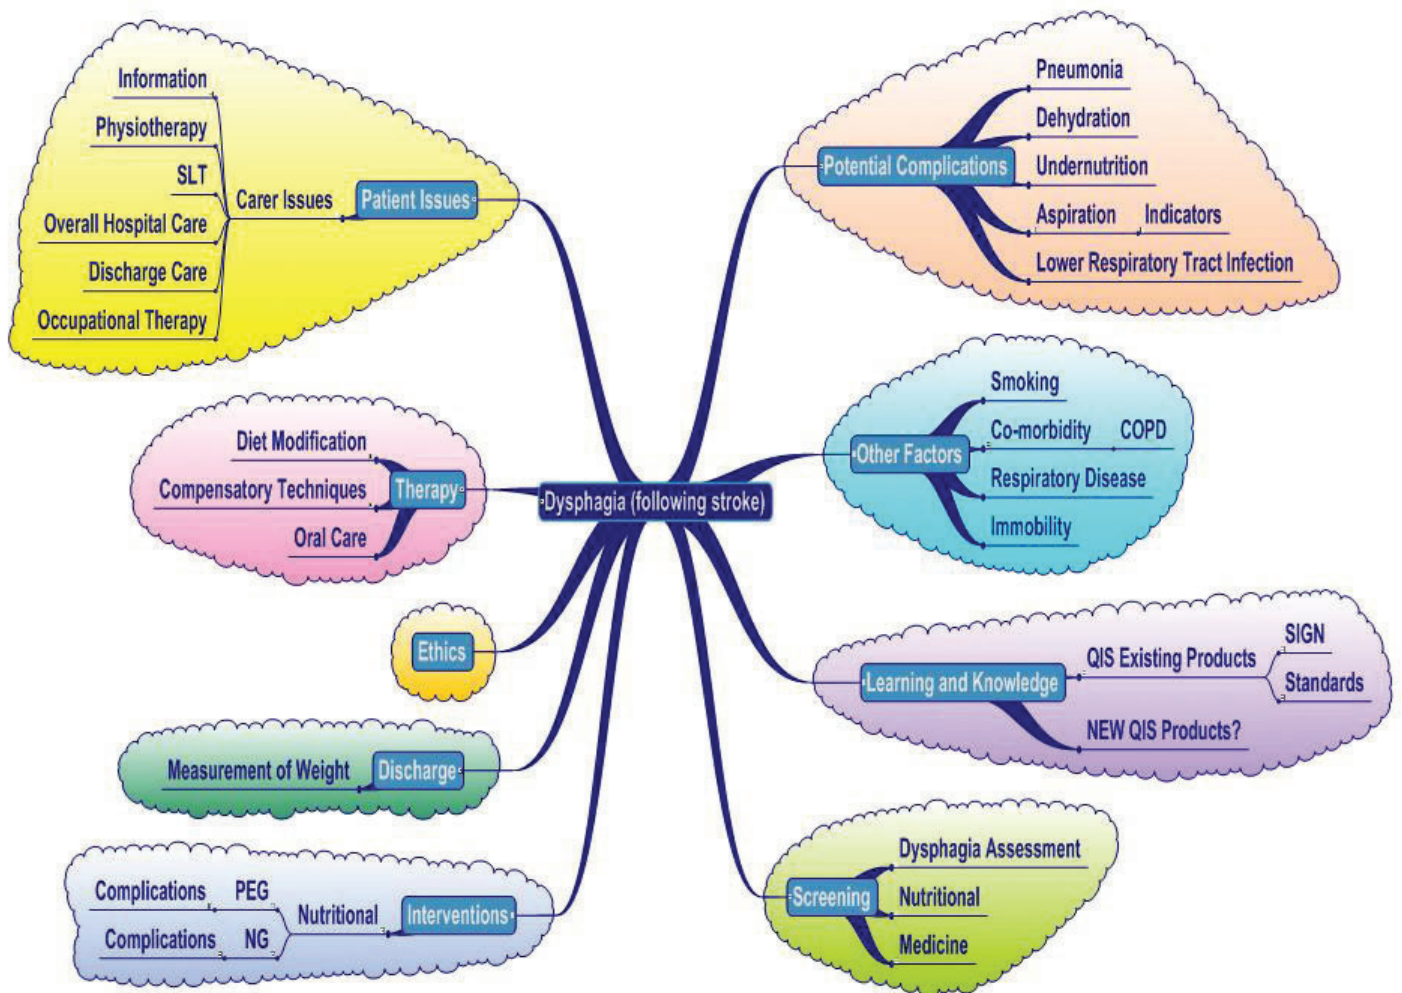 Information
Physiotherapy
SLT
Overall Hospital Care
Discharge Care
Occupational Therapy
Carer Issues
Patient Issues
Pneumonia
Dehydration
Undernutrition
Aspiration
Indicators
Lower Respiratory Tract Infection
Potential Complications
Diet Modification
Compensatory Techniques
Oral Care
Therapy
Dysphagia (following stroke)
Smoking
Co-morbidity
COPD
Respiratory Disease
Immobility
Other Factors
Ethics
Learning and Knowledge
QIS Existing Products
SIGN
Standards
NEW QIS Products?
Measurement of Weight
Discharge
Complications
PEG
Complications
NG
Nutritional
Interventions
Screening
Dysphagia Assessment
Nutritional
Medicine